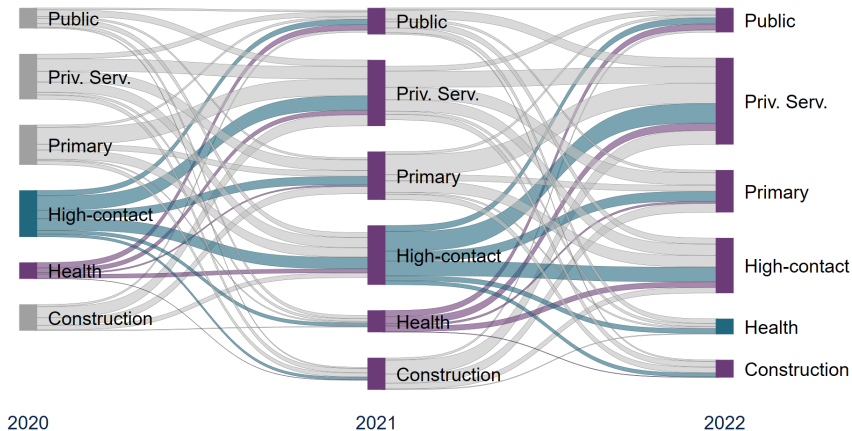 Public
Priv. Serv.
Primary
High-contact
Health
Construction
Public
Priv. Serv.
Primary
High-contact
Health
Construction
Public
Priv. Serv.
Primary
High-contact
Health
Construction
2020 2021 2022